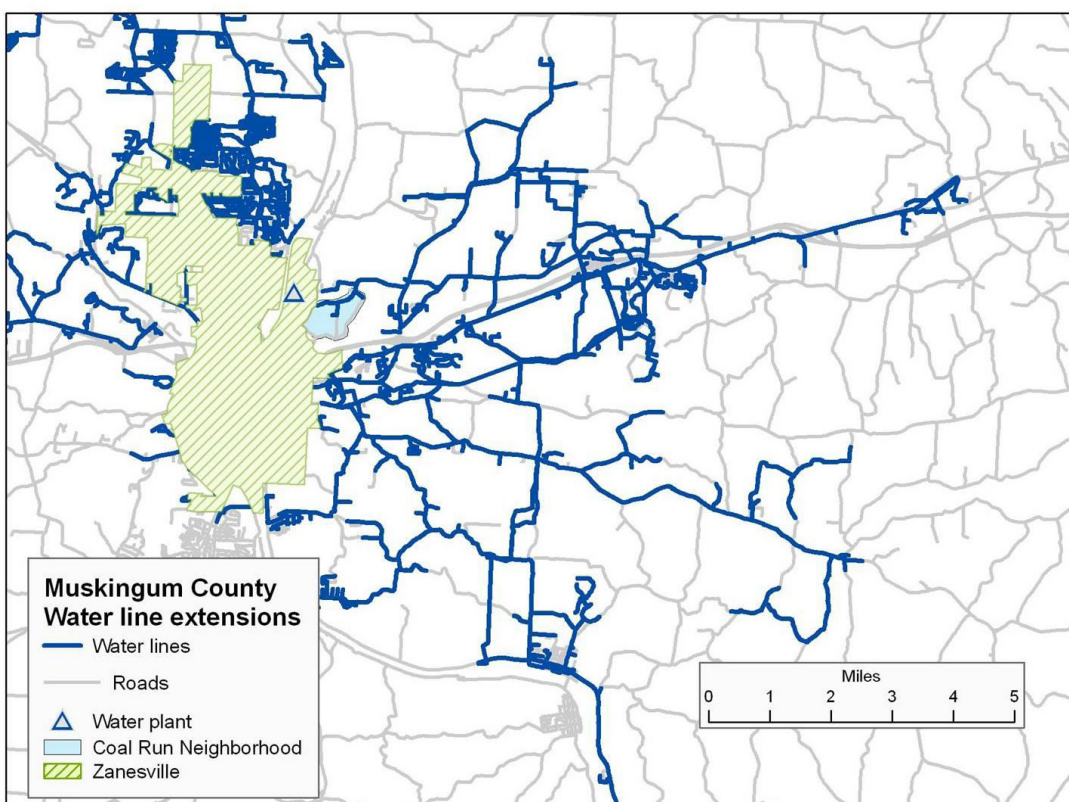 Muskingum County
Water line extensions
Water lines
Roads
Water plant
Coal Run Neighborhood
Zanesville
Miles
0 1 2 3 4 5